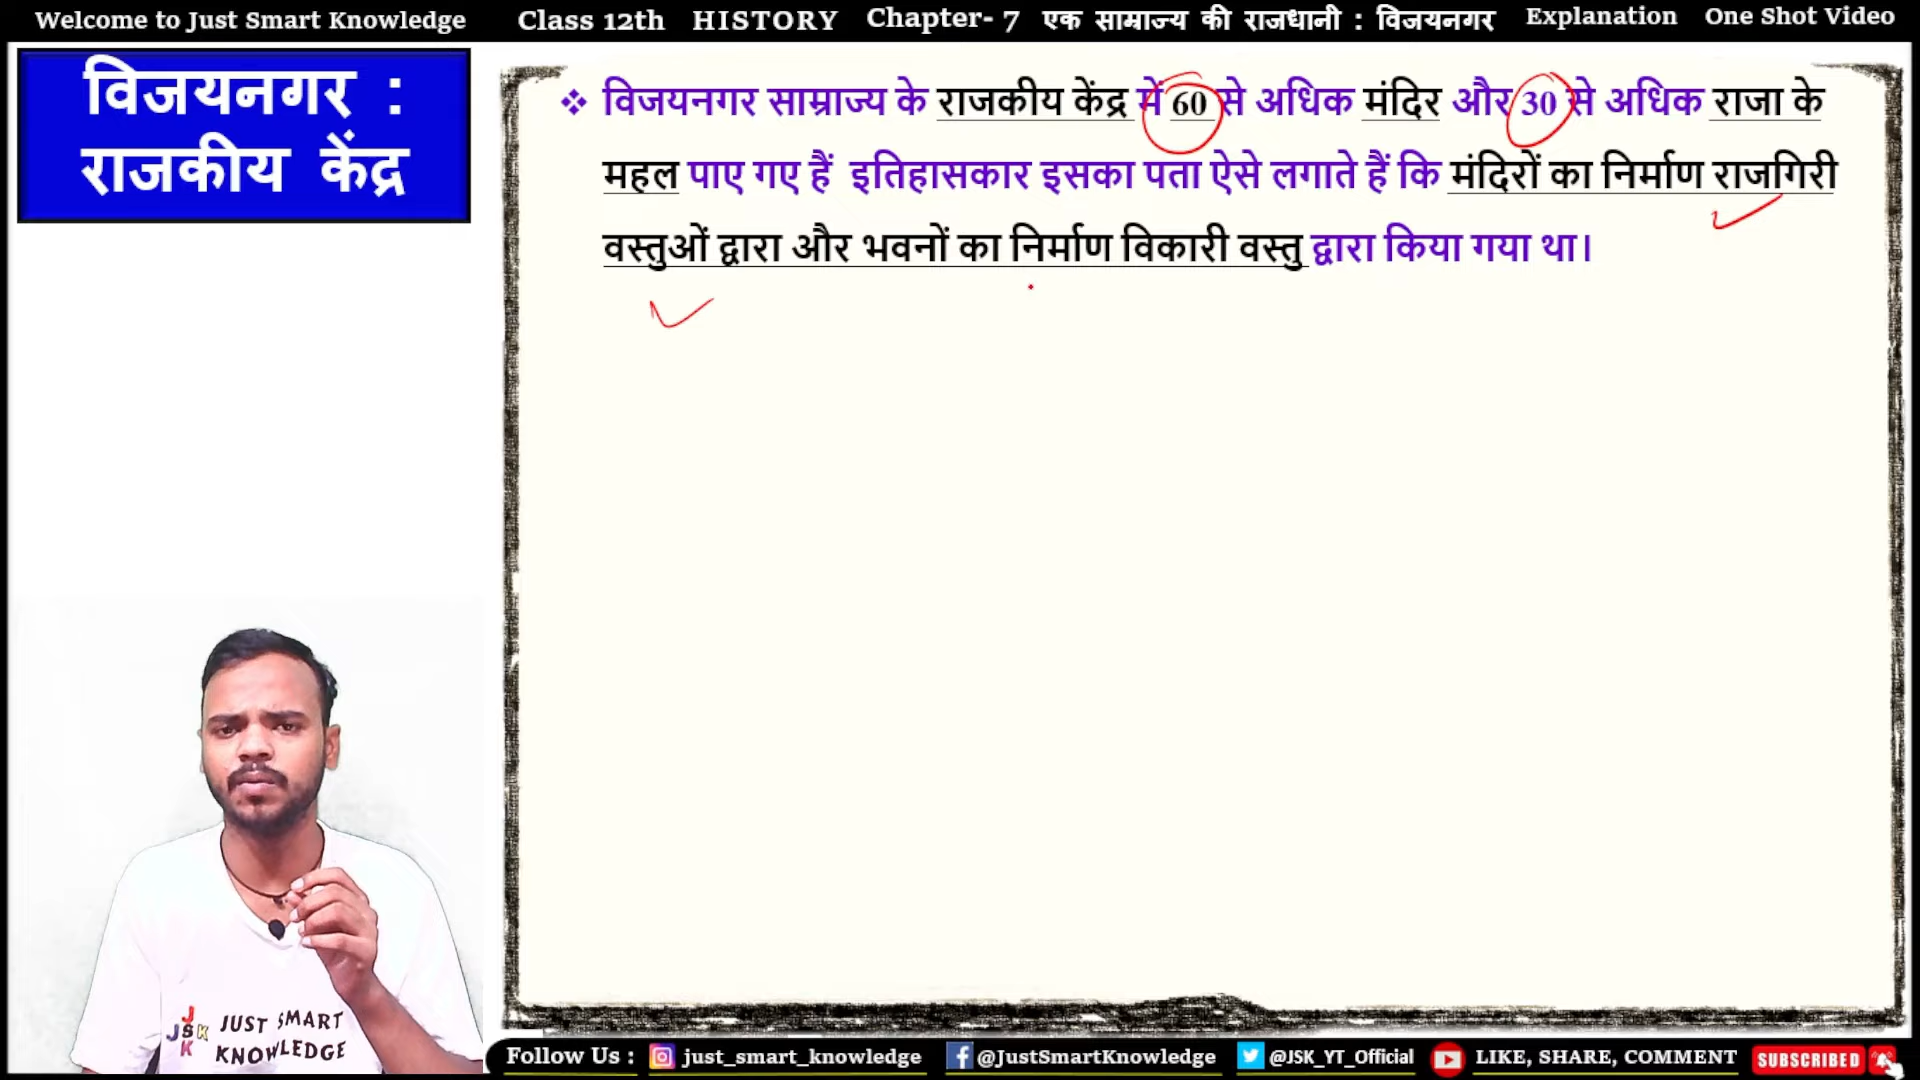 Welcome to Just Smart Knowledge Class 12th HISTORY Chapter- 7 एक साम्राज्य की राजधानी : विजयनगर Explanation One Shot Video
विजयनगर :
राजकीय केंद्र
❖ विजयनगर साम्राज्य के राजकीय केंद्र में 60 से अधिक मंदिर और 30 से अधिक राजा के
महल पाए गए हैं इतिहासकार इसका पता ऐसे लगाते हैं कि मंदिरों का निर्माण राजगिरी
वस्तुओं द्वारा और भवनों का निर्माण विकारी वस्तु द्वारा किया गया था।
JSK JUST SMART
KNOWLEDGE
Follow Us : just_smart_knowledge @JustSmartKnowledge @JSK_YT_Official LIKE, SHARE, COMMENT SUBSCRIBED